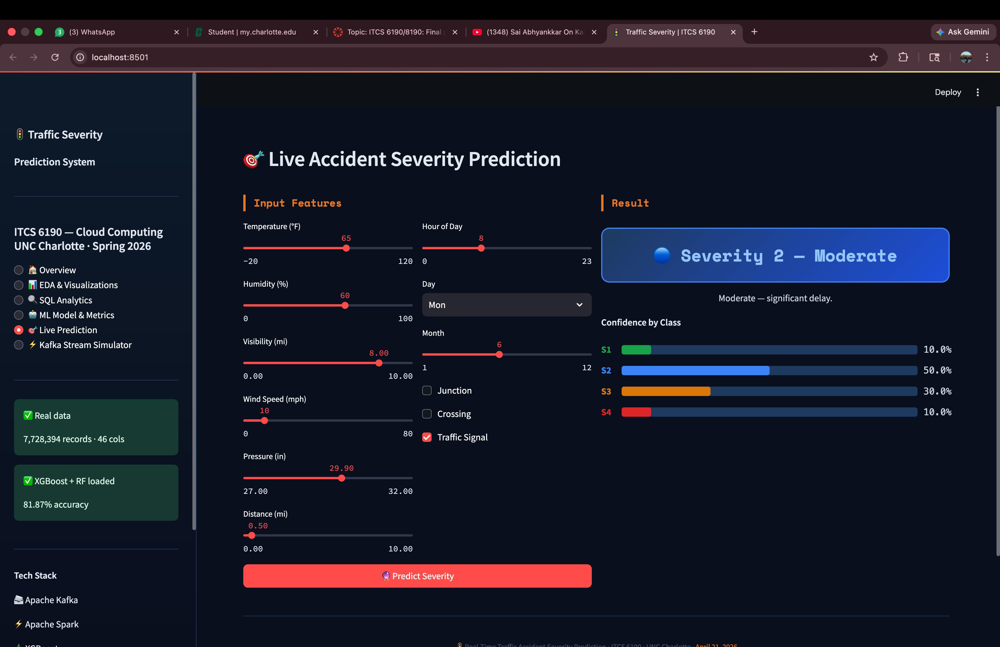 3 (3) WhatsApp
Student | my.charlotte.edu
Topic: ITCS 6190/8190: Final
(1348) Sai Abhyankkar On Ka
Traffic Severity | ITCS 6190
Ask Gemini
localhost:8501
Deploy
Traffic Severity
Prediction System
ITCS 6190 — Cloud Computing
UNC Charlotte · Spring 2026
Overview
EDA & Visualizations
SQL Analytics
ML Model & Metrics
Live Prediction
Kafka Stream Simulator
Real data
7,728,394 records · 46 cols
XGBoost + RF loaded
81.87% accuracy
Tech Stack
Apache Kafka
Apache Spark
Live Accident Severity Prediction
Input Features
Temperature (°F)
65
-20 120
Humidity (%)
60
0 100
Visibility (mi)
8.00
0.00 10.00
Wind Speed (mph)
10
0 80
Pressure (in)
29.90
27.00 32.00
Distance (mi)
0.50
0.00 10.00
Hour of Day
8
0 23
Day
Mon
Month
6
1 12
Junction
Crossing
Traffic Signal
Predict Severity
Result
Severity 2 — Moderate
Moderate — significant delay.
Confidence by Class
S1 10.0%
S2 50.0%
S3 30.0%
S4 10.0%
Real-Time Traffic Accident Severity Prediction · ITCS 6190 · UNC Charlotte · April 21, 2026